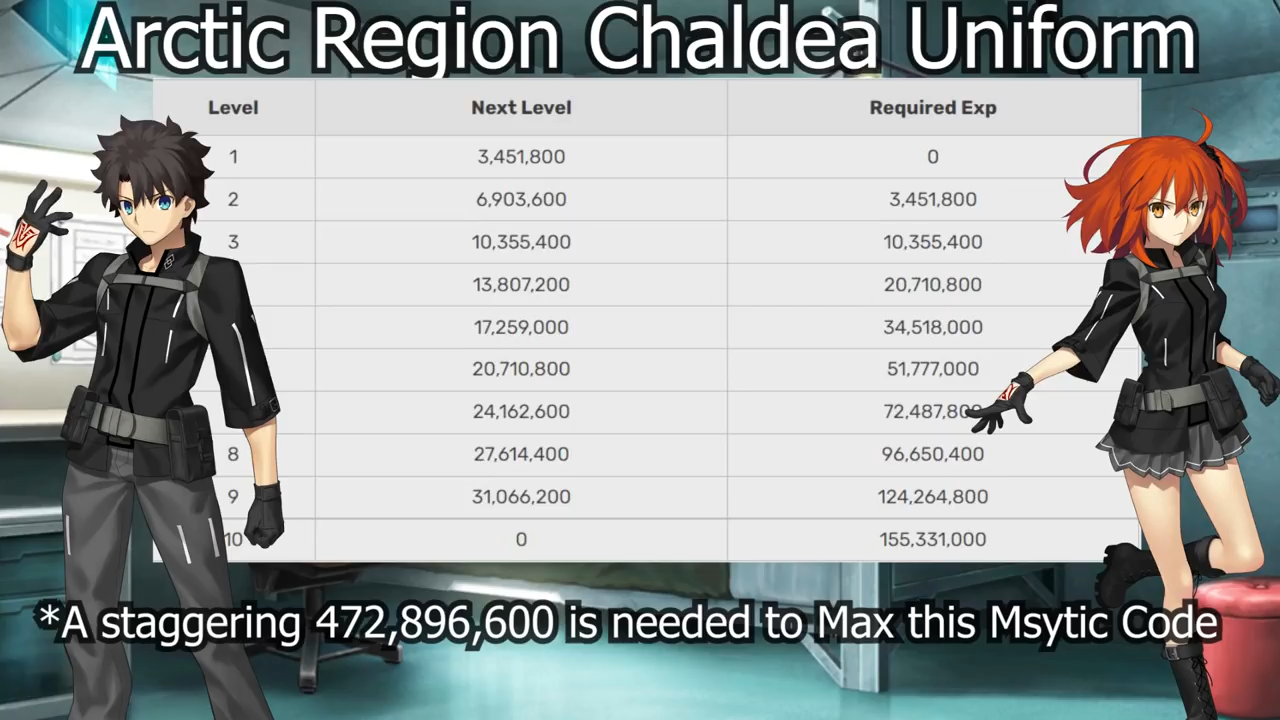 Arctic Region Chaldea Uniform
Level Next Level Required Exp
1 3,451,800 0
2 6,903,600 3,451,800
3 10,355,400 10,355,400
13,807,200 20,710,800
17,259,000 34,518,000
20,710,800 51,777,000
24,162,600 72,487,800
8 27,614,400 96,650,400
9 31,066,200 124,264,800
10 0 155,331,000
*A staggering 472,896,600 is needed to Max this Msytic Code